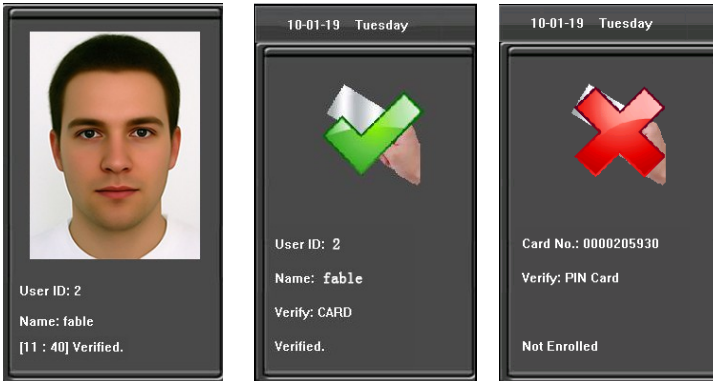 User ID: 2
Name: fable
[11 : 40] Verified.
10-01-19 Tuesday
User ID: 2
Name: fable
Verify: CARD
Verified.
10-01-19 Tuesday
Card No.: 0000205930
Verify: PIN Card
Not Enrolled